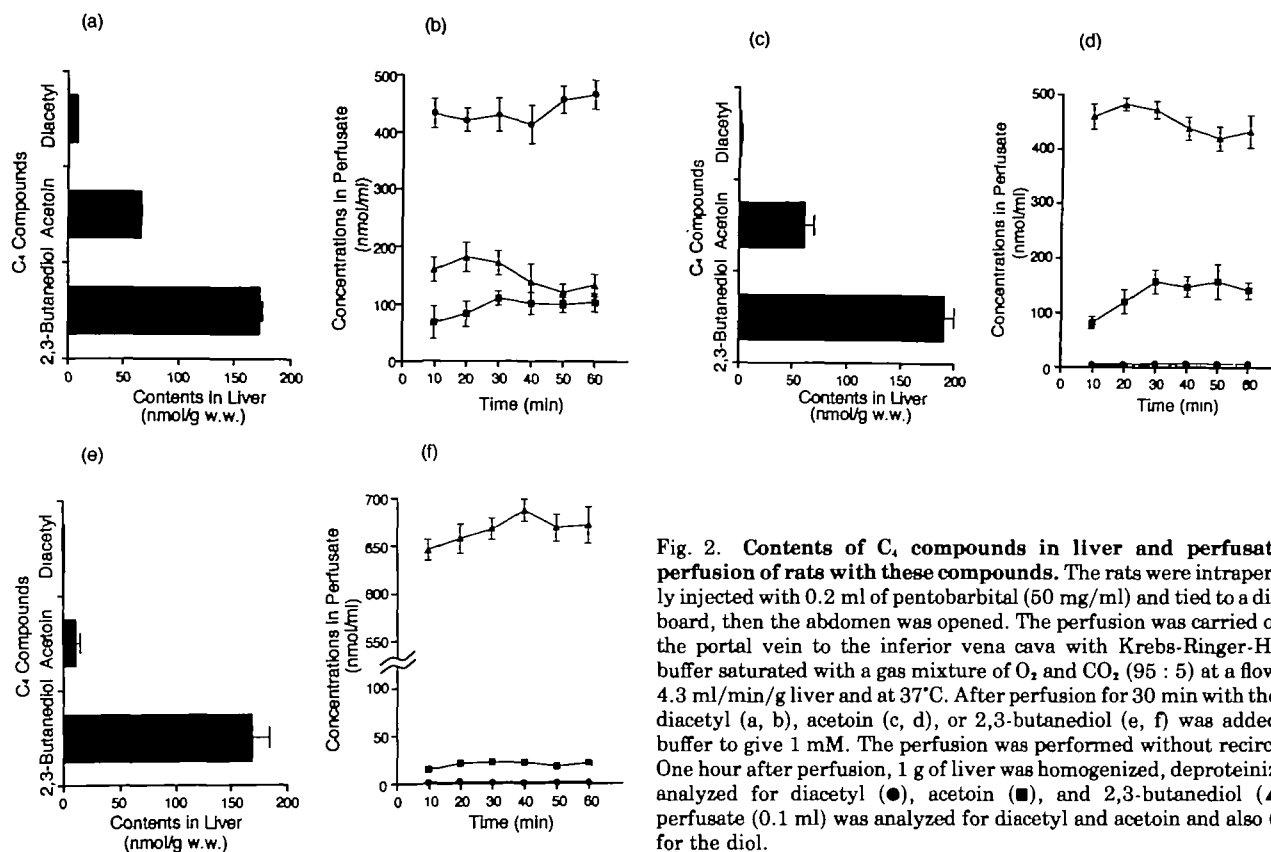 (a)
C₄ Compounds
2,3-Butanediol Acetoin Diacetyl
0 50 100 150 200
Contents in Liver
(nmol/g w.w.)
(b)
Concentrations In Perfusate
(nmol/ml)
500
400
300
200
100
0 10 20 30 40 50 60
Time (min)
(c)
C₄ Compounds
2,3-Butanediol Acetoin Diacetyl
0 50 100 150 200
Contents in Liver
(nmol/g w.w.)
(d)
Concentrations in Perfusate
(nmol/ml)
500
400
300
200
100
0
0 10 20 30 40 50 60
Time (min)
(e)
C₄ Compounds
2,3-Butanediol Acetoin Diacetyl
0 50 100 150 200
Contents in Liver
(nmol/g w.w.)
(f)
Concentrations in Perfusate
(nmol/ml)
700
650
600
550
100
50
0
0 10 20 30 40 50 60
Time (min)
Fig. 2. Contents of C₄ compounds in liver and perfusat
perfusion of rats with these compounds. The rats were intraper
ly injected with 0.2 ml of pentobarbital (50 mg/ml) and tied to a di
board, then the abdomen was opened. The perfusion was carried o
the portal vein to the inferior vena cava with Krebs-Ringer-H
buffer saturated with a gas mixture of O₂ and CO₂ (95 : 5) at a flow
4.3 ml/min/g liver and at 37°C. After perfusion for 30 min with the
diacetyl (a, b), acetoin (c, d), or 2,3-butanediol (e, f) was added
buffer to give 1 mM. The perfusion was performed without recirc
One hour after perfusion, 1 g of liver was homogenized, deproteiniz
analyzed for diacetyl (●), acetoin (■), and 2,3-butanediol (▲
perfusate (0.1 ml) was analyzed for diacetyl and acetoin and also (
for the diol.